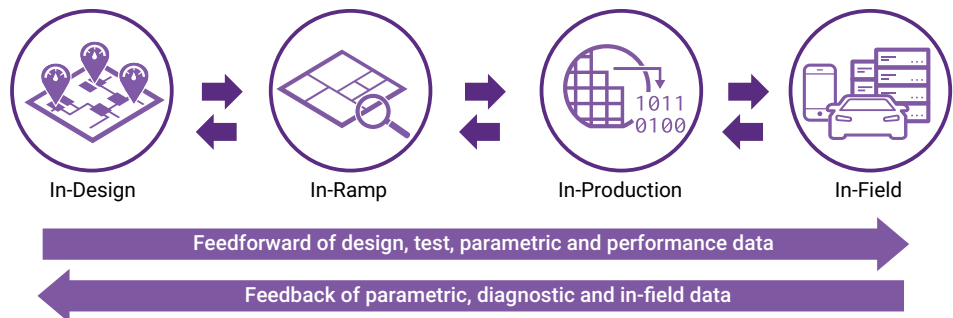 1011
0100
In-Design
In-Ramp
In-Production
In-Field
Feedforward of design, test, parametric and performance data
Feedback of parametric, diagnostic and in-field data